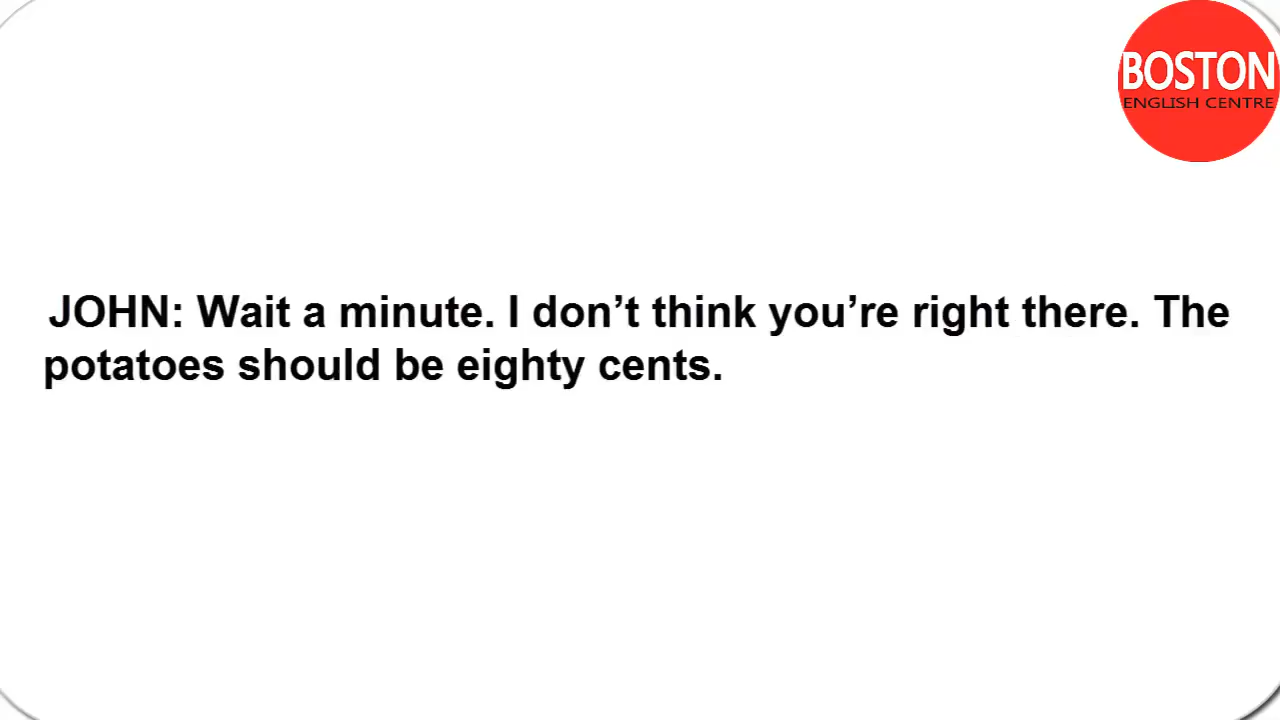 BOSTON
ENGLISH CENTRE
JOHN: Wait a minute. I don’t think you’re right there. The
potatoes should be eighty cents.